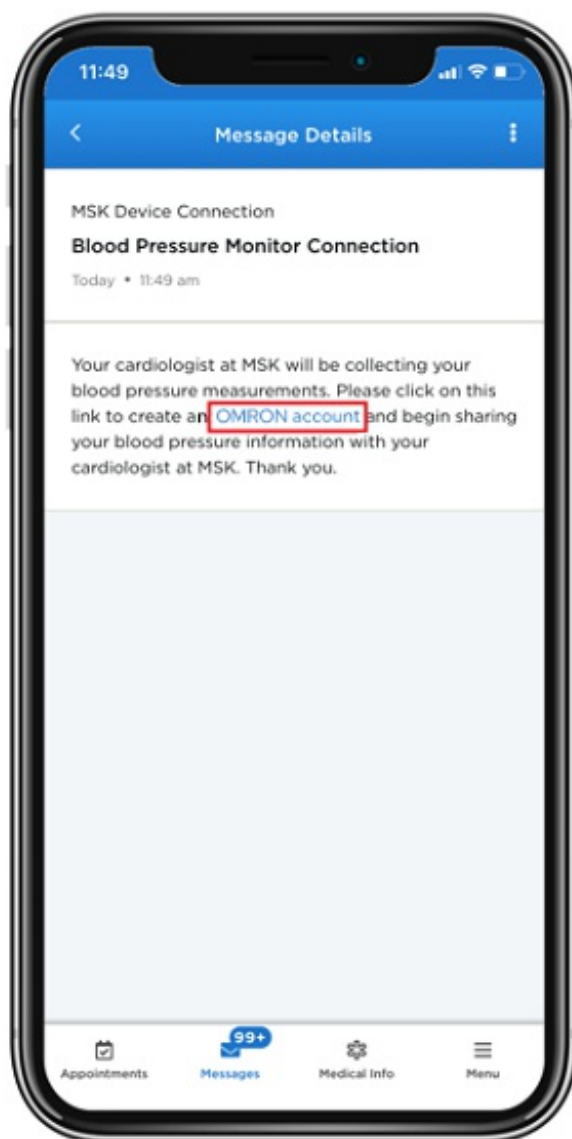 11:49
Message Details
MSK Device Connection
Blood Pressure Monitor Connection
Today • 11:49 am
Your cardiologist at MSK will be collecting your
blood pressure measurements. Please click on this
link to create an OMRON account and begin sharing
your blood pressure information with your
cardiologist at MSK. Thank you.
99+
Appointments Messages Medical Info Menu